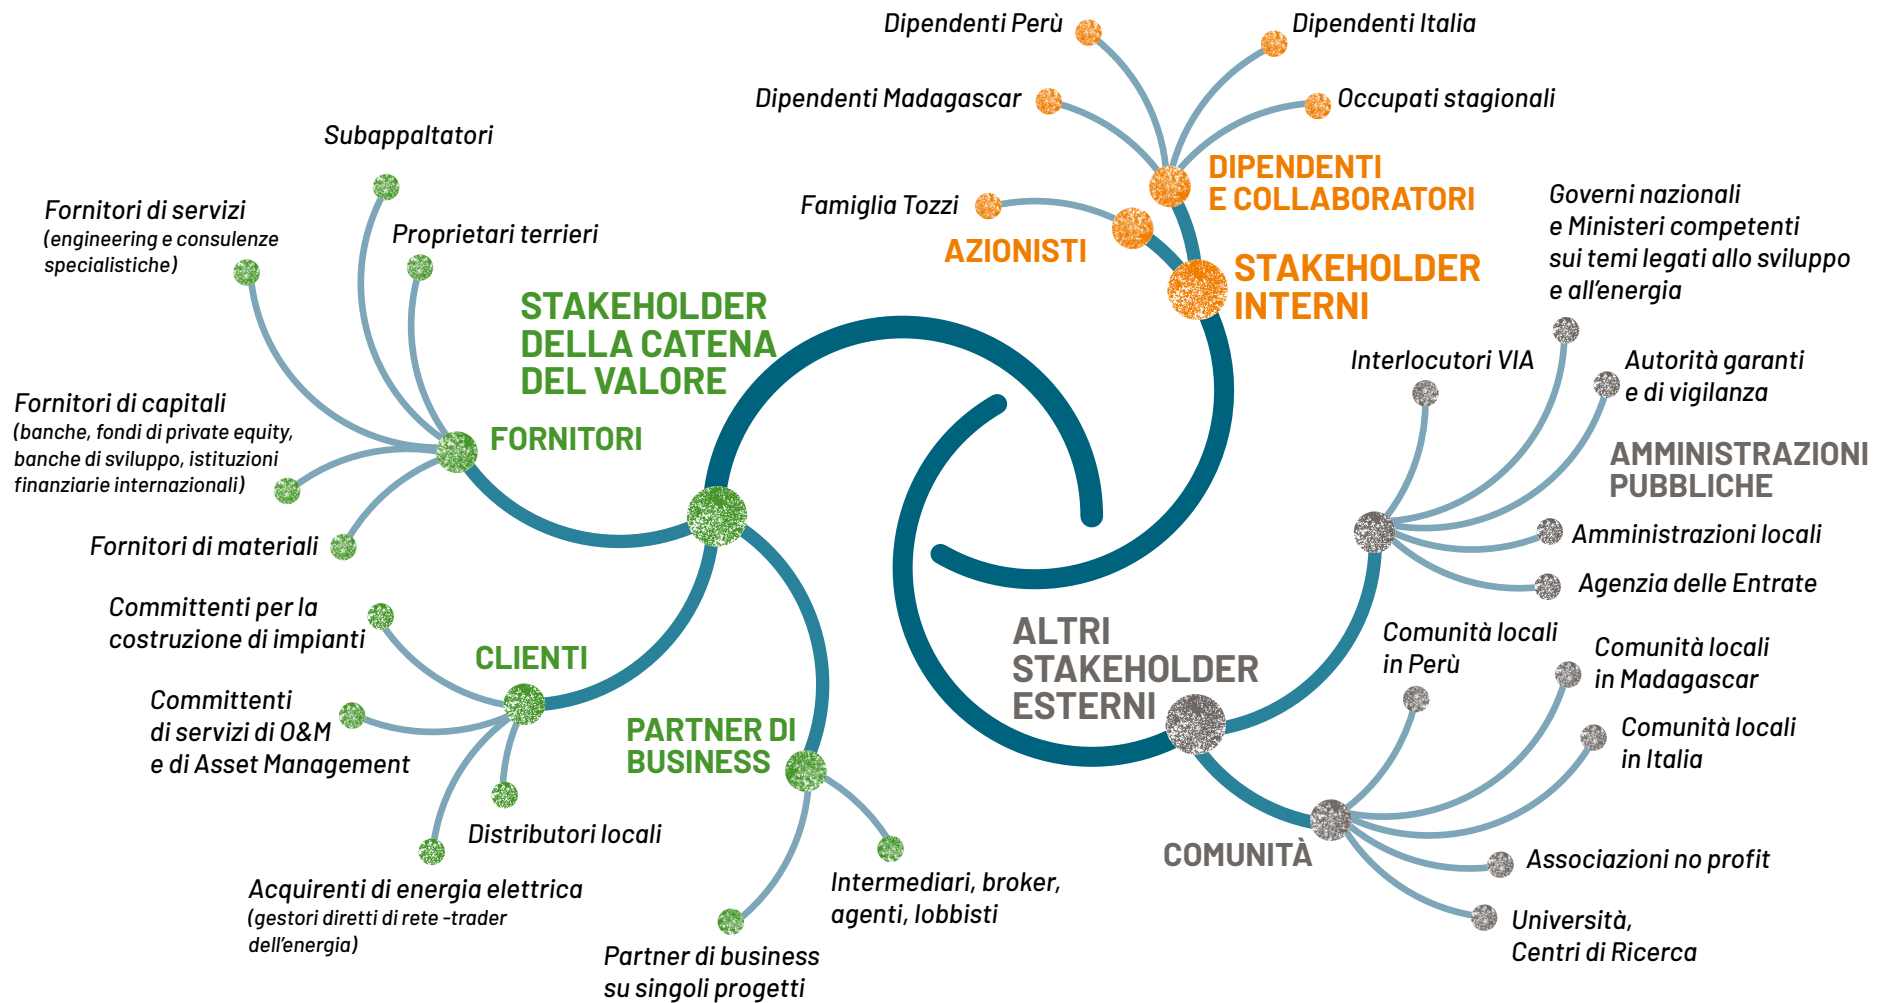 Dipendenti Perù
Dipendenti Italia
Dipendenti Madagascar
Occupati stagionali
DIPENDENTI
E COLLABORATORI
Famiglia Tozzi
AZIONISTI
STAKEHOLDER
INTERNI
Subappaltatori
Fornitori di servizi
(engineering e consulenze
specialistiche)
Proprietari terrieri
STAKEHOLDER
DELLA CATENA
DEL VALORE
FORNITORI
Fornitori di capitali
(banche, fondi di private equity,
banche di sviluppo, istituzioni
finanziarie internazionali)
Fornitori di materiali
Committenti per la
costruzione di impianti
CLIENTI
Committenti
di servizi di O&M
e di Asset Management
Distributori locali
Acquirenti di energia elettrica
(gestori diretti di rete -trader
dell'energia)
PARTNER DI
BUSINESS
Intermediari, broker,
agenti, lobbisti
Partner di business
su singoli progetti
Governi nazionali
e Ministeri competenti
sui temi legati allo sviluppo
e all'energia
Interlocutori VIA
Autorità garanti
e di vigilanza
AMMINISTRAZIONI
PUBBLICHE
Amministrazioni locali
Agenzia delle Entrate
ALTRI
STAKEHOLDER
ESTERNI
Comunità locali
in Perù
Comunità locali
in Madagascar
Comunità locali
in Italia
COMUNITÀ
Associazioni no profit
Università,
Centri di Ricerca